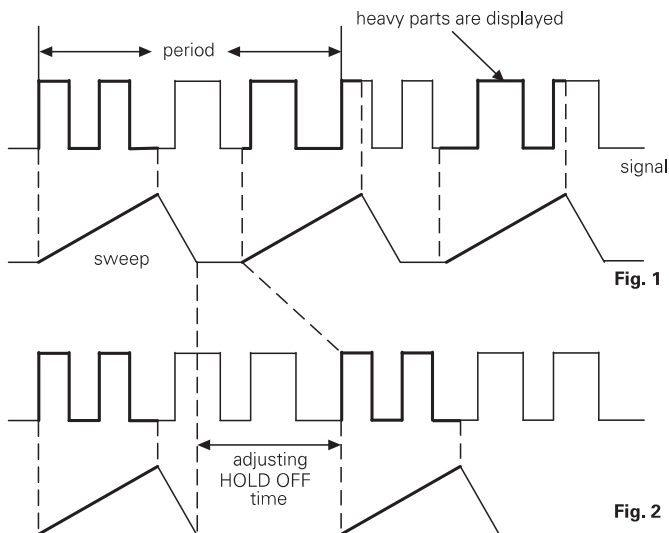 heavy parts are displayed
period
signal
sweep
Fig. 1
adjusting
HOLD OFF
time
Fig. 2